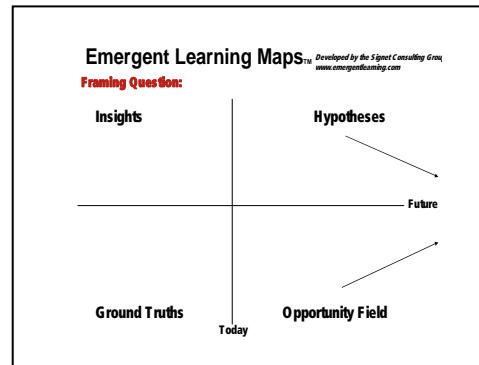 Emergent Learning Maps™ Developed by the Signet Consulting Grou
www.emergentlearning.com
Framing Question:
Insights Hypotheses
Future
Ground Truths Opportunity Field
Today